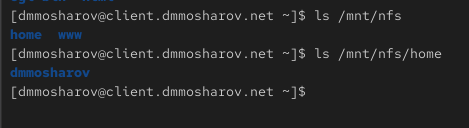 [dmmosharov@client.dmmosharov.net ~]$ ls /mnt/nfs
home  www
[dmmosharov@client.dmmosharov.net ~]$ ls /mnt/nfs/home
dmmosharov
[dmmosharov@client.dmmosharov.net ~]$